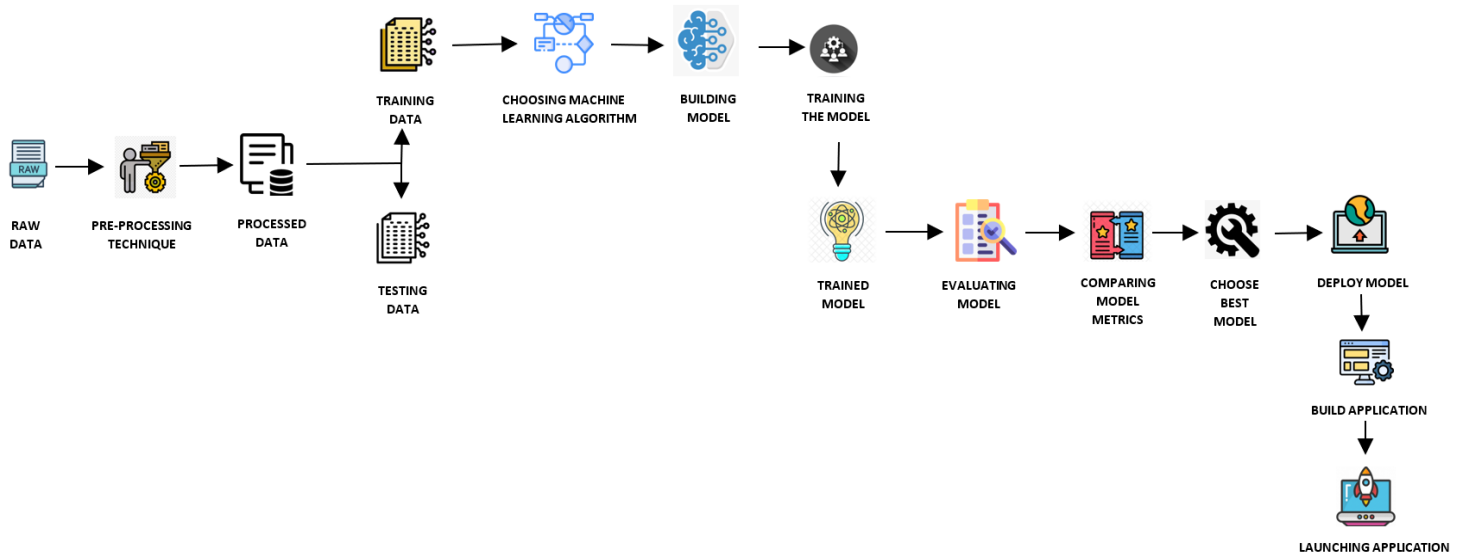 TRAINING
DATA
CHOOSING MACHINE
LEARNING ALGORITHM
BUILDING
MODEL
TRAINING
THE MODEL
RAW
RAW
DATA
PRE-PROCESSING
TECHNIQUE
PROCESSED
DATA
TESTING
DATA
TRAINED
MODEL
EVALUATING
MODEL
COMPARING
MODEL
METRICS
CHOOSE
BEST
MODEL
DEPLOY MODEL
BUILD APPLICATION
LAUNCHING APPLICATION